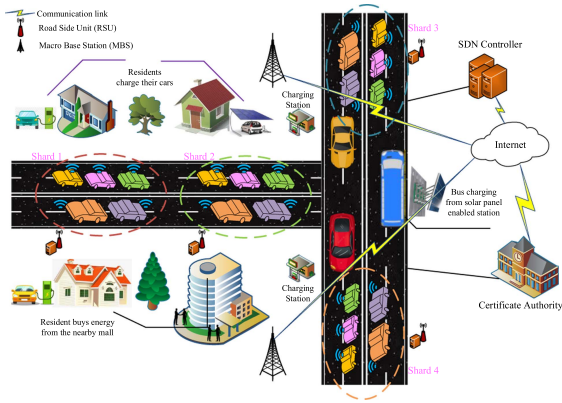 Communication link
Road Side Unit (RSU)
Macro Base Station (MBS)
Residents
charge their cars
Charging
Station
Shard 3
SDN Controller
Internet
Shard 1
Shard 2
Bus charging
from solar panel
enabled station
Charging
Station
Resident buys energy
from the nearby mall
Certificate Authority
Shard 4